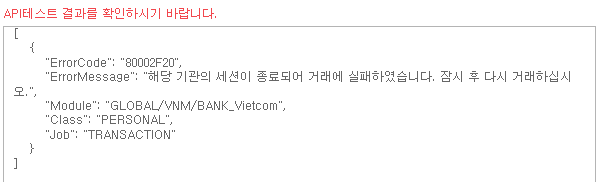 API테스트 결과를 확인하시기 바랍니다.
[
{
"ErrorCode": "80002F20",
"ErrorMessage": "해당 기관의 세션이 종료되어 거래에 실패하였습니다. 잠시 후 다시 거래하십시
오.",
"Module": "GLOBAL/VNM/BANK_Vietcom",
"Class": "PERSONAL",
"Job": "TRANSACTION"
}
]